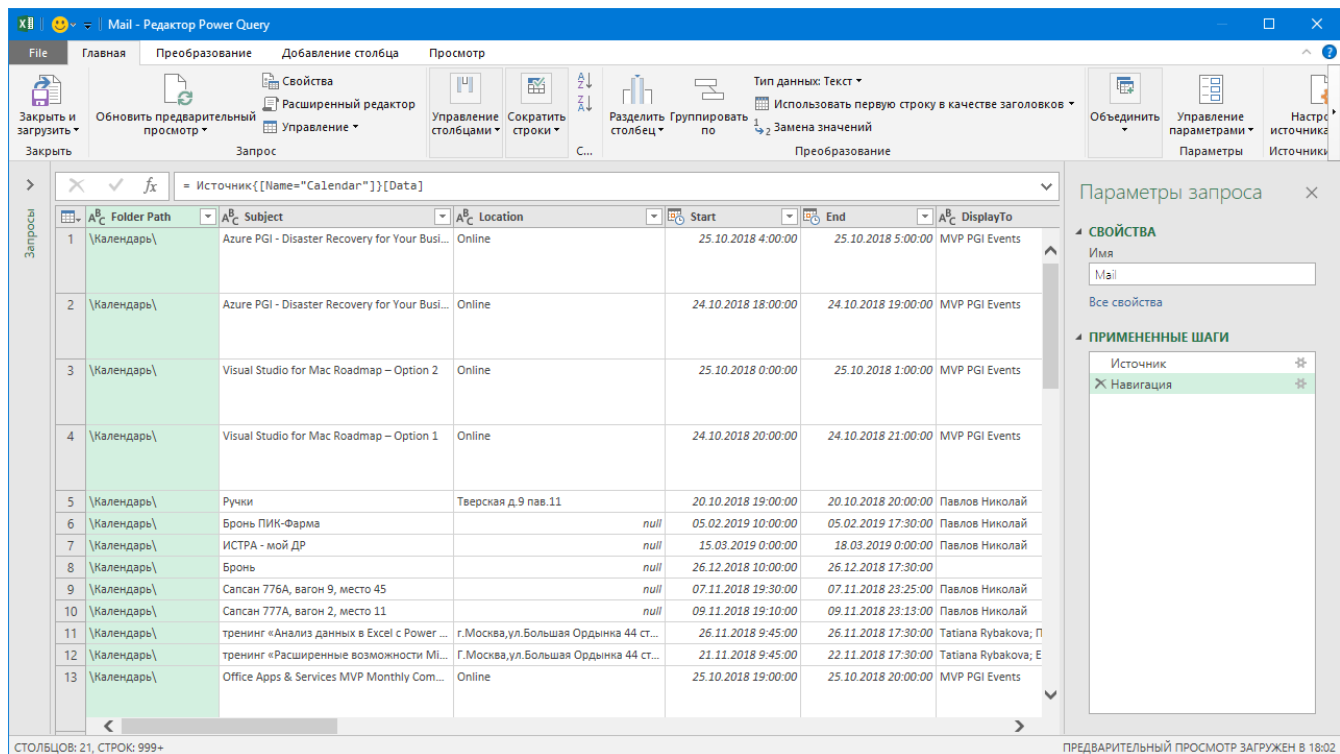 Mail - Редактор Power Query
File
Главная
Преобразование
Добавление столбца
Просмотр
Закрыть и
загрузить
Закрыть
Обновить предварительный
просмотр
Свойства
Расширенный редактор
Управление
Запрос
Управление
столбцами
Сократить
строки
С...
Разделить
столбец
Группировать
по
Тип данных: Текст
Использовать первую строку в качестве заголовков
Замена значений
Преобразование
Объединить
Управление
параметрами
Параметры
Настро
источника
Источники
Запросы
= Источник{[Name="Calendar"]}[Data]
Folder Path Subject Location Start End DisplayTo
1 \Календарь\ Azure PGI - Disaster Recovery for Your Busi... Online 25.10.2018 4:00:00 25.10.2018 5:00:00 MVP PGI Events
2 \Календарь\ Azure PGI - Disaster Recovery for Your Busi... Online 24.10.2018 18:00:00 24.10.2018 19:00:00 MVP PGI Events
3 \Календарь\ Visual Studio for Mac Roadmap – Option 2 Online 25.10.2018 0:00:00 25.10.2018 1:00:00 MVP PGI Events
4 \Календарь\ Visual Studio for Mac Roadmap – Option 1 Online 24.10.2018 20:00:00 24.10.2018 21:00:00 MVP PGI Events
5 \Календарь\ Ручки Тверская д.9 пав.11 20.10.2018 19:00:00 20.10.2018 20:00:00 Павлов Николай
6 \Календарь\ Бронь ПИК-Фарма null 05.02.2019 10:00:00 05.02.2019 17:30:00 Павлов Николай
7 \Календарь\ ИСТРА - мой ДР null 15.03.2019 0:00:00 18.03.2019 0:00:00 Павлов Николай
8 \Календарь\ Бронь null 26.12.2018 10:00:00 26.12.2018 17:30:00
9 \Календарь\ Сапсан 776А, вагон 9, место 45 null 07.11.2018 19:30:00 07.11.2018 23:25:00 Павлов Николай
10 \Календарь\ Сапсан 777А, вагон 2, место 11 null 09.11.2018 19:10:00 09.11.2018 23:13:00 Павлов Николай
11 \Календарь\ тренинг «Анализ данных в Excel с Power ... г.Москва,ул.Большая Ордынка 44 ст... 26.11.2018 9:45:00 26.11.2018 17:30:00 Tatiana Rybakova; П
12 \Календарь\ тренинг «Расширенные возможности Mi... Г.Москва,ул.Большая Ордынка 44 ст... 21.11.2018 9:45:00 22.11.2018 17:30:00 Tatiana Rybakova; E
13 \Календарь\ Office Apps & Services MVP Monthly Com... Online 25.10.2018 19:00:00 25.10.2018 20:00:00 MVP PGI Events
Параметры запроса
СВОЙСТВА
Имя
Mail
Все свойства
ПРИМЕНЕННЫЕ ШАГИ
Источник
Навигация
СТОЛБЦОВ: 21, СТРОК: 999+
ПРЕДВАРИТЕЛЬНЫЙ ПРОСМОТР ЗАГРУЖЕН В 18:02